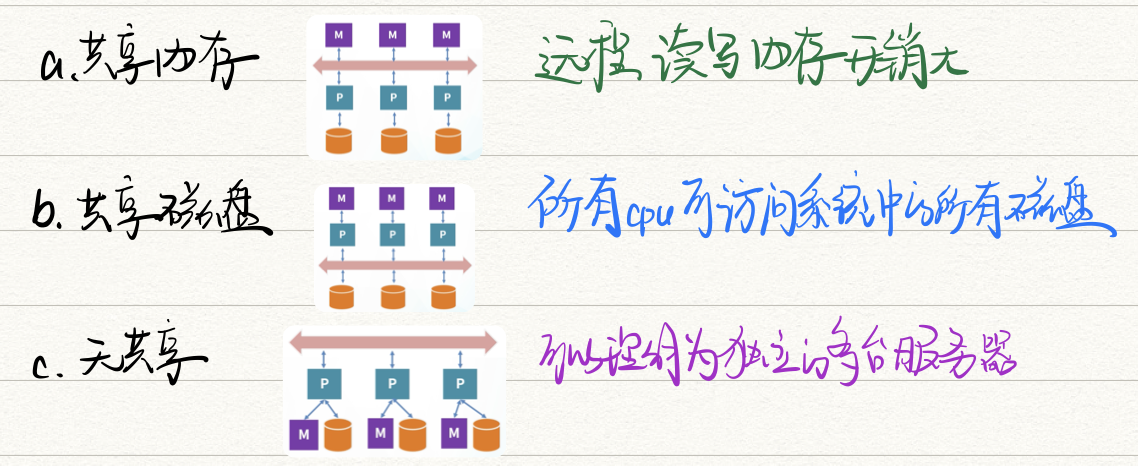 a.共享内存
M M M
P P P
远程读写内存开销大
b.共享磁盘
M M M
P P P
所有cpu可访问系统中的所有磁盘
c.无共享
P P P
M M M
可以理解为独立的多台服务器